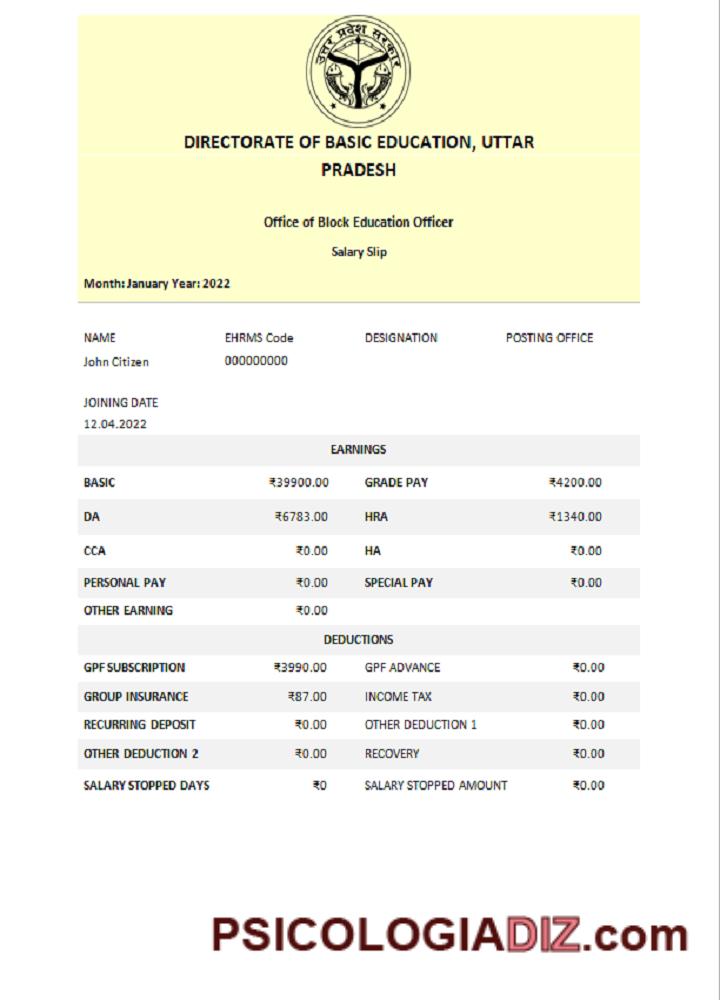 उत्तर प्रदेश सरकार
DIRECTORATE OF BASIC EDUCATION, UTTAR
PRADESH
Office of Block Education Officer
Salary Slip
Month: January Year: 2022
NAME EHRMS Code DESIGNATION POSTING OFFICE
John Citizen 000000000
JOINING DATE
12.04.2022
EARNINGS
BASIC ₹39900.00 GRADE PAY ₹4200.00
DA ₹6783.00 HRA ₹1340.00
CCA ₹0.00 HA ₹0.00
PERSONAL PAY ₹0.00 SPECIAL PAY ₹0.00
OTHER EARNING ₹0.00
DEDUCTIONS
GPF SUBSCRIPTION ₹3990.00 GPF ADVANCE ₹0.00
GROUP INSURANCE ₹87.00 INCOME TAX ₹0.00
RECURRING DEPOSIT ₹0.00 OTHER DEDUCTION 1 ₹0.00
OTHER DEDUCTION 2 ₹0.00 RECOVERY ₹0.00
SALARY STOPPED DAYS ₹0 SALARY STOPPED AMOUNT ₹0.00
PSICOLOGIADIZ.com